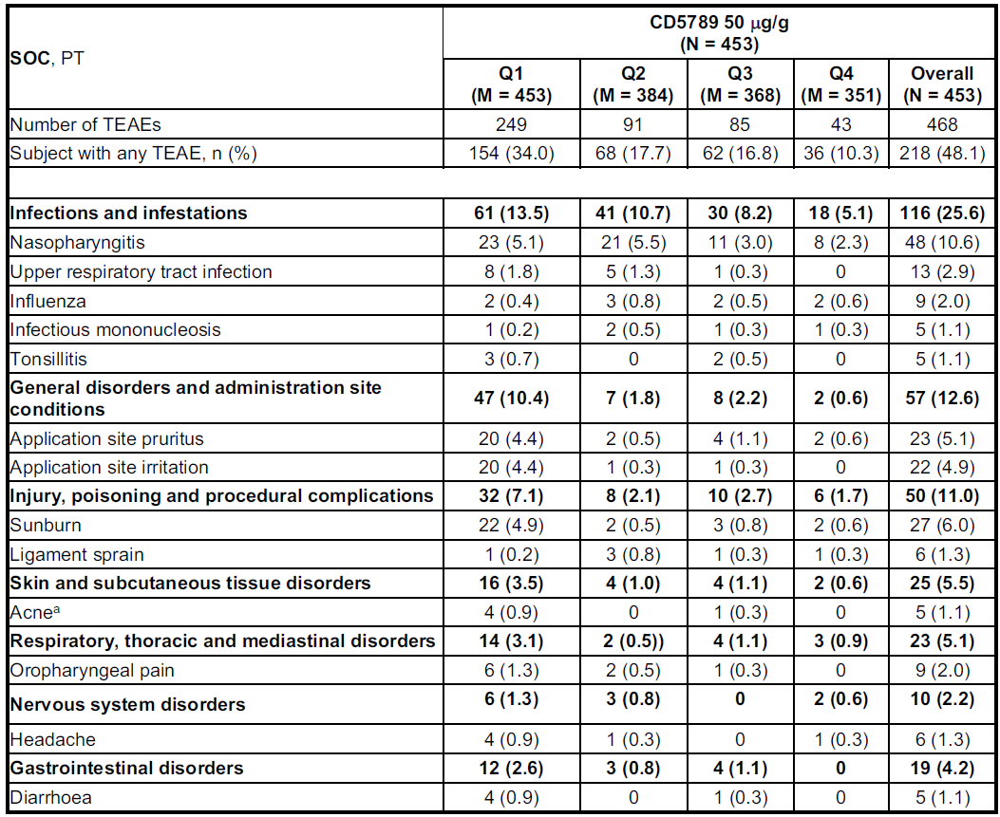 SOC, PT
CD5789 50 μg/g
(N = 453)
Q1 Q2 Q3 Q4 Overall
(M = 453) (M = 384) (M = 368) (M = 351) (N = 453)
Number of TEAEs 249 91 85 43 468
Subject with any TEAE, n (%) 154 (34.0) 68 (17.7) 62 (16.8) 36 (10.3) 218 (48.1)
Infections and infestations 61 (13.5) 41 (10.7) 30 (8.2) 18 (5.1) 116 (25.6)
Nasopharyngitis 23 (5.1) 21 (5.5) 11 (3.0) 8 (2.3) 48 (10.6)
Upper respiratory tract infection 8 (1.8) 5 (1.3) 1 (0.3) 0 13 (2.9)
Influenza 2 (0.4) 3 (0.8) 2 (0.5) 2 (0.6) 9 (2.0)
Infectious mononucleosis 1 (0.2) 2 (0.5) 1 (0.3) 1 (0.3) 5 (1.1)
Tonsillitis 3 (0.7) 0 2 (0.5) 0 5 (1.1)
General disorders and administration site
conditions 47 (10.4) 7 (1.8) 8 (2.2) 2 (0.6) 57 (12.6)
Application site pruritus 20 (4.4) 2 (0.5) 4 (1.1) 2 (0.6) 23 (5.1)
Application site irritation 20 (4.4) 1 (0.3) 1 (0.3) 0 22 (4.9)
Injury, poisoning and procedural complications 32 (7.1) 8 (2.1) 10 (2.7) 6 (1.7) 50 (11.0)
Sunburn 22 (4.9) 2 (0.5) 3 (0.8) 2 (0.6) 27 (6.0)
Ligament sprain 1 (0.2) 3 (0.8) 1 (0.3) 1 (0.3) 6 (1.3)
Skin and subcutaneous tissue disorders 16 (3.5) 4 (1.0) 4 (1.1) 2 (0.6) 25 (5.5)
Acneᵃ 4 (0.9) 0 1 (0.3) 0 5 (1.1)
Respiratory, thoracic and mediastinal disorders 14 (3.1) 2 (0.5)) 4 (1.1) 3 (0.9) 23 (5.1)
Oropharyngeal pain 6 (1.3) 2 (0.5) 1 (0.3) 0 9 (2.0)
Nervous system disorders 6 (1.3) 3 (0.8) 0 2 (0.6) 10 (2.2)
Headache 4 (0.9) 1 (0.3) 0 1 (0.3) 6 (1.3)
Gastrointestinal disorders 12 (2.6) 3 (0.8) 4 (1.1) 0 19 (4.2)
Diarrhoea 4 (0.9) 0 1 (0.3) 0 5 (1.1)